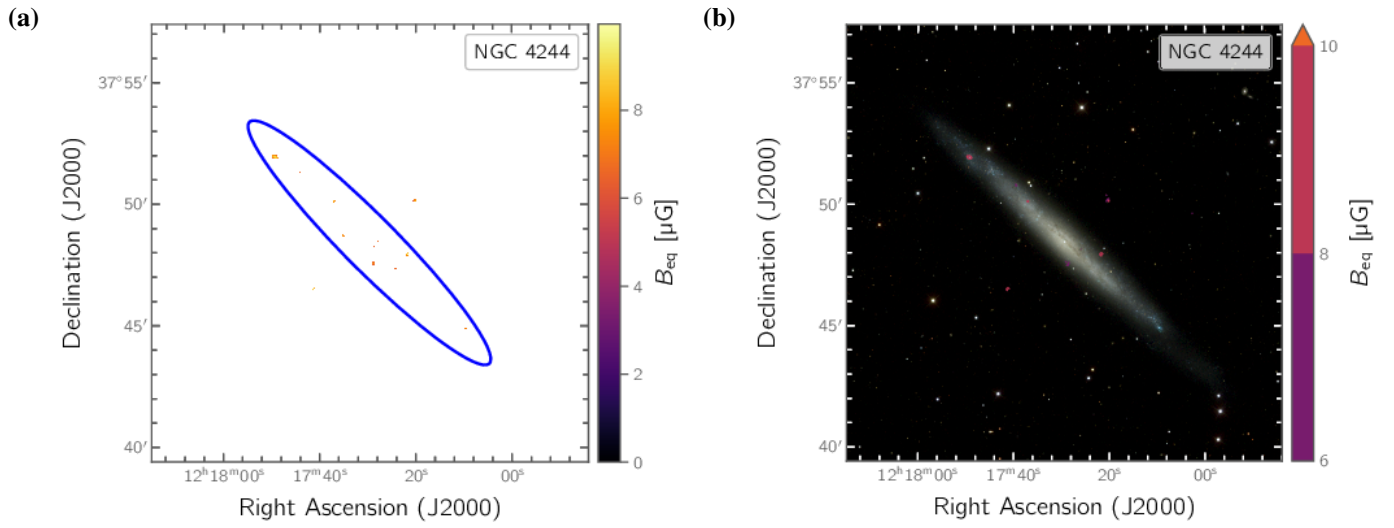 (a)
NGC 4244
37°55′
50′
45′
40′
12ʰ18ᵐ00ˢ
17ᵐ40ˢ
20ˢ
00ˢ
Right Ascension (J2000)
Declination (J2000)
8
6
4
2
0
B_eq [µG]
(b)
NGC 4244
37°55′
50′
45′
40′
12ʰ18ᵐ00ˢ
17ᵐ40ˢ
20ˢ
00ˢ
Right Ascension (J2000)
Declination (J2000)
10
8
6
B_eq [µG]